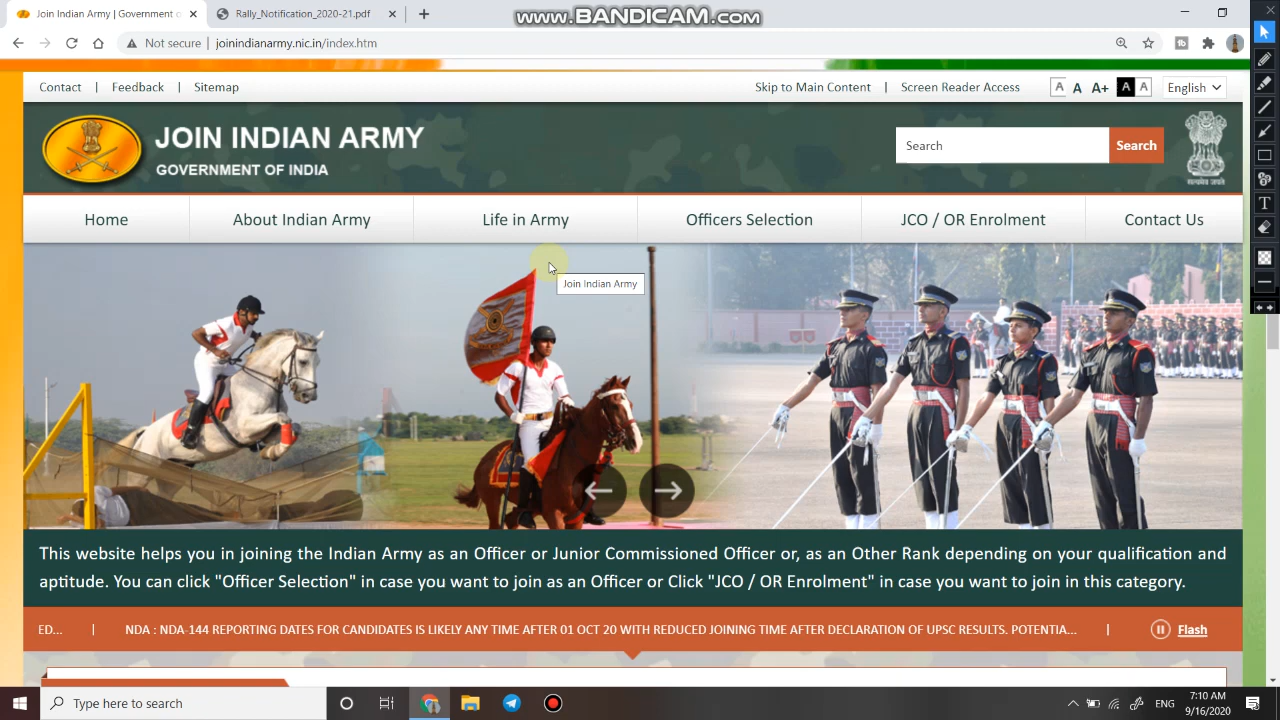 Join Indian Army | Government o
Rally_Notification_2020-21.pdf
www.BANDICAM.com
Not secure | joinindianarmy.nic.in/index.htm
Contact | Feedback | Sitemap
Skip to Main Content | Screen Reader Access
A A A+ A A English
JOIN INDIAN ARMY
GOVERNMENT OF INDIA
Search Search
सत्यमेव जयते
Home About Indian Army Life in Army Officers Selection JCO / OR Enrolment Contact Us
Join Indian Army
This website helps you in joining the Indian Army as an Officer or Junior Commissioned Officer or, as an Other Rank depending on your qualification and
aptitude. You can click "Officer Selection" in case you want to join as an Officer or Click "JCO / OR Enrolment" in case you want to join in this category.
ED... | NDA : NDA-144 REPORTING DATES FOR CANDIDATES IS LIKELY ANY TIME AFTER 01 OCT 20 WITH REDUCED JOINING TIME AFTER DECLARATION OF UPSC RESULTS. POTENTIA... | Flash
Type here to search
ENG
7:10 AM
9/16/2020